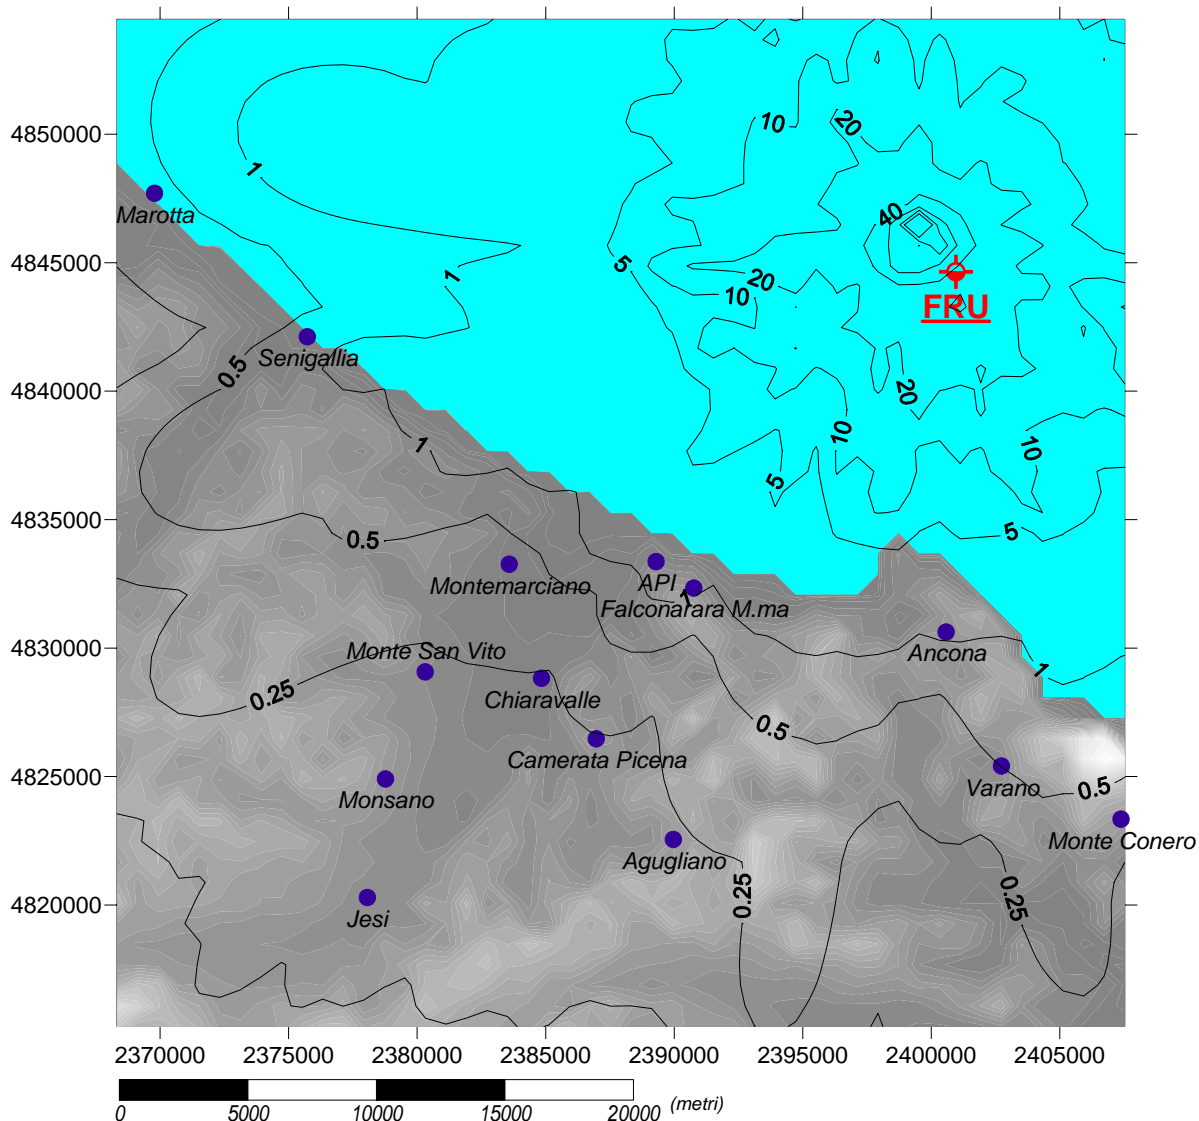 4850000
4845000
4840000
4835000
4830000
4825000
4820000
10
20
1
40
Marotta
5
1
20
10
FRU
Senigallia
0.5
20
1
10
10
5
0.5
5
Montemarciano
API
1
Falconarara M.ma
Monte San Vito
Ancona
1
0.25
Chiaravalle
0.5
Camerata Picena
Varano
0.5
Monsano
Monte Conero
Agugliano
0.25
0.25
Jesi
2370000 2375000 2380000 2385000 2390000 2395000 2400000 2405000
0 5000 10000 15000 20000 (metri)